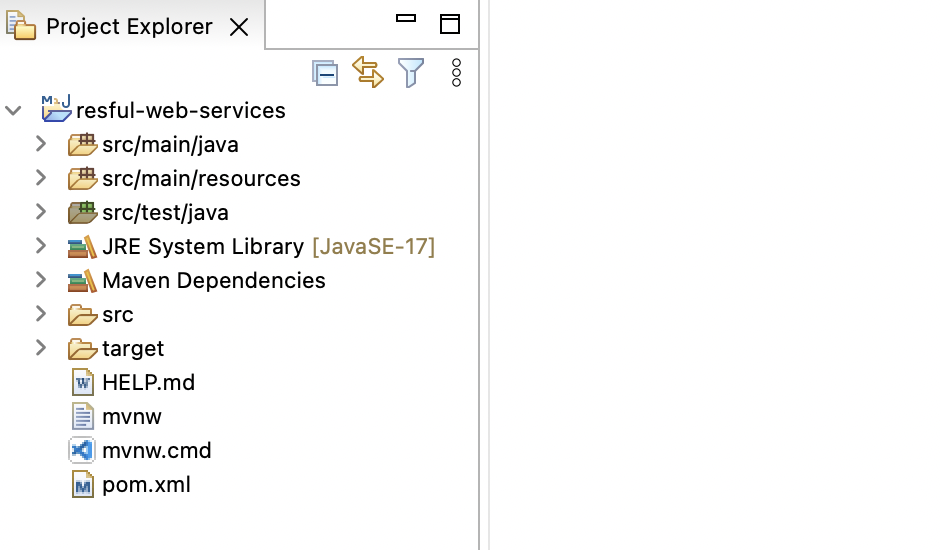 Project Explorer
resful-web-services
src/main/java
src/main/resources
src/test/java
JRE System Library [JavaSE-17]
Maven Dependencies
src
target
HELP.md
mvnw
mvnw.cmd
pom.xml